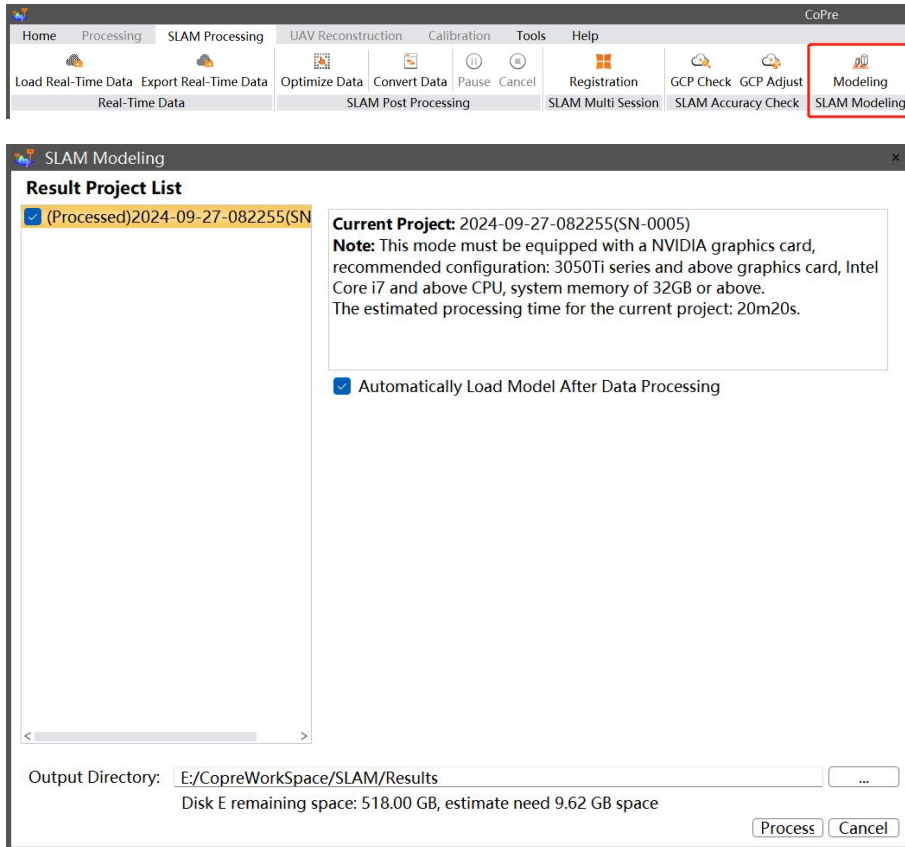 CoPre
Home Processing SLAM Processing UAV Reconstruction Calibration Tools Help
Load Real-Time Data Export Real-Time Data Optimize Data Convert Data Pause Cancel Registration GCP Check GCP Adjust Modeling
Real-Time Data SLAM Post Processing SLAM Multi Session SLAM Accuracy Check SLAM Modeling
SLAM Modeling
Result Project List
(Processed)2024-09-27-082255(SN
Current Project: 2024-09-27-082255(SN-0005)
Note: This mode must be equipped with a NVIDIA graphics card,
recommended configuration: 3050Ti series and above graphics card, Intel
Core i7 and above CPU, system memory of 32GB or above.
The estimated processing time for the current project: 20m20s.
Automatically Load Model After Data Processing
Output Directory: E:/CopreWorkSpace/SLAM/Results ...
Disk E remaining space: 518.00 GB, estimate need 9.62 GB space
Process Cancel